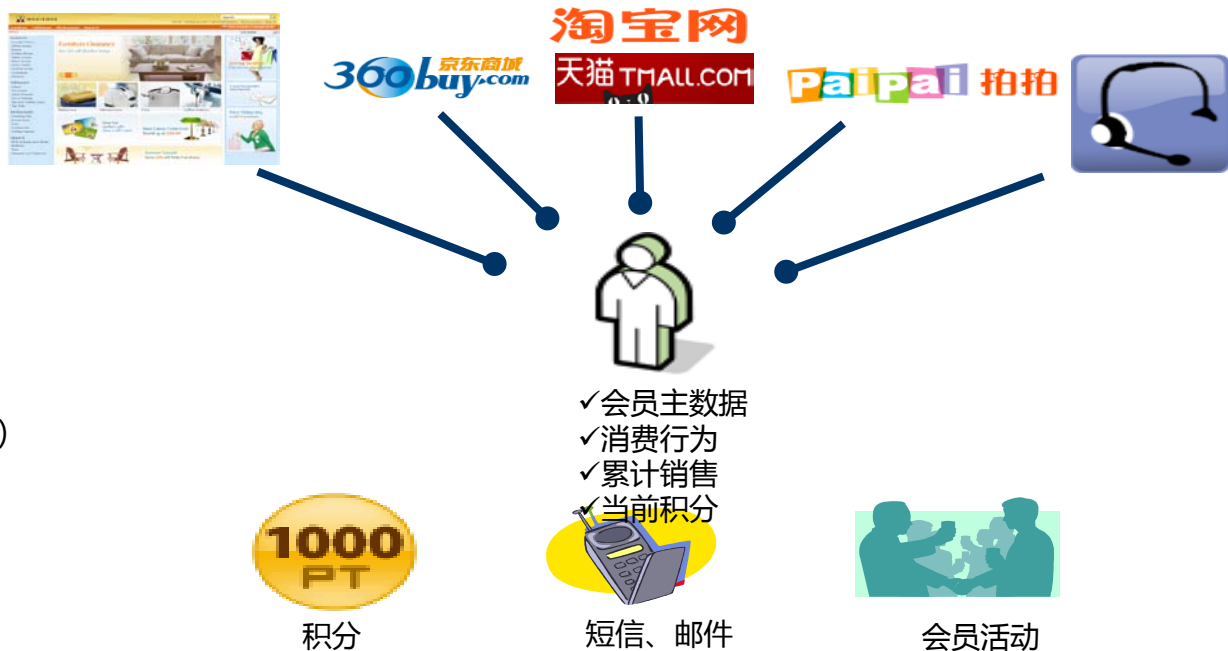 Furniture Clearance
淘宝网
360buy.com
京东商城
天猫 TMALL.COM
PaiPai 拍拍
✓会员主数据
✓消费行为
✓累计销售
✓当前积分
)
1000
PT
积分
短信、邮件
会员活动